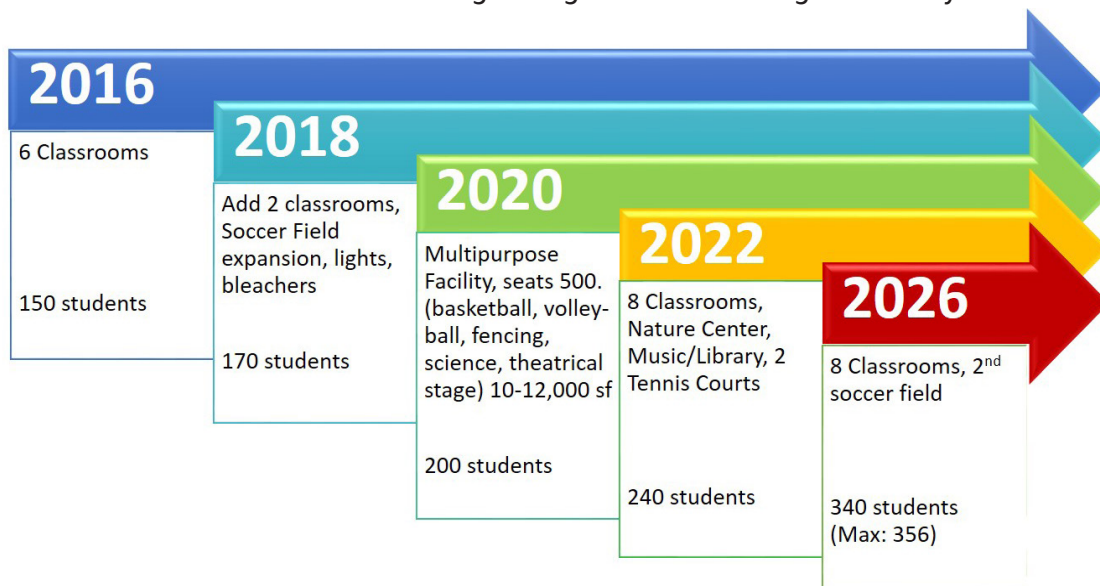 2016
6 Classrooms
150 students
2018
Add 2 classrooms,
Soccer Field
expansion, lights,
bleachers
170 students
2020
Multipurpose
Facility, seats 500.
(basketball, volley-
ball, fencing,
science, theatrical
stage) 10-12,000 sf
200 students
2022
8 Classrooms,
Nature Center,
Music/Library, 2
Tennis Courts
240 students
2026
8 Classrooms, 2nd
soccer field
340 students
(Max: 356)